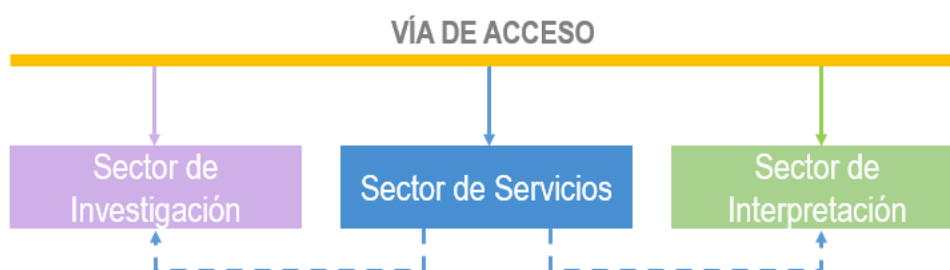 VÍA DE ACCESO
Sector de
Investigación
Sector de Servicios
Sector de
Interpretación